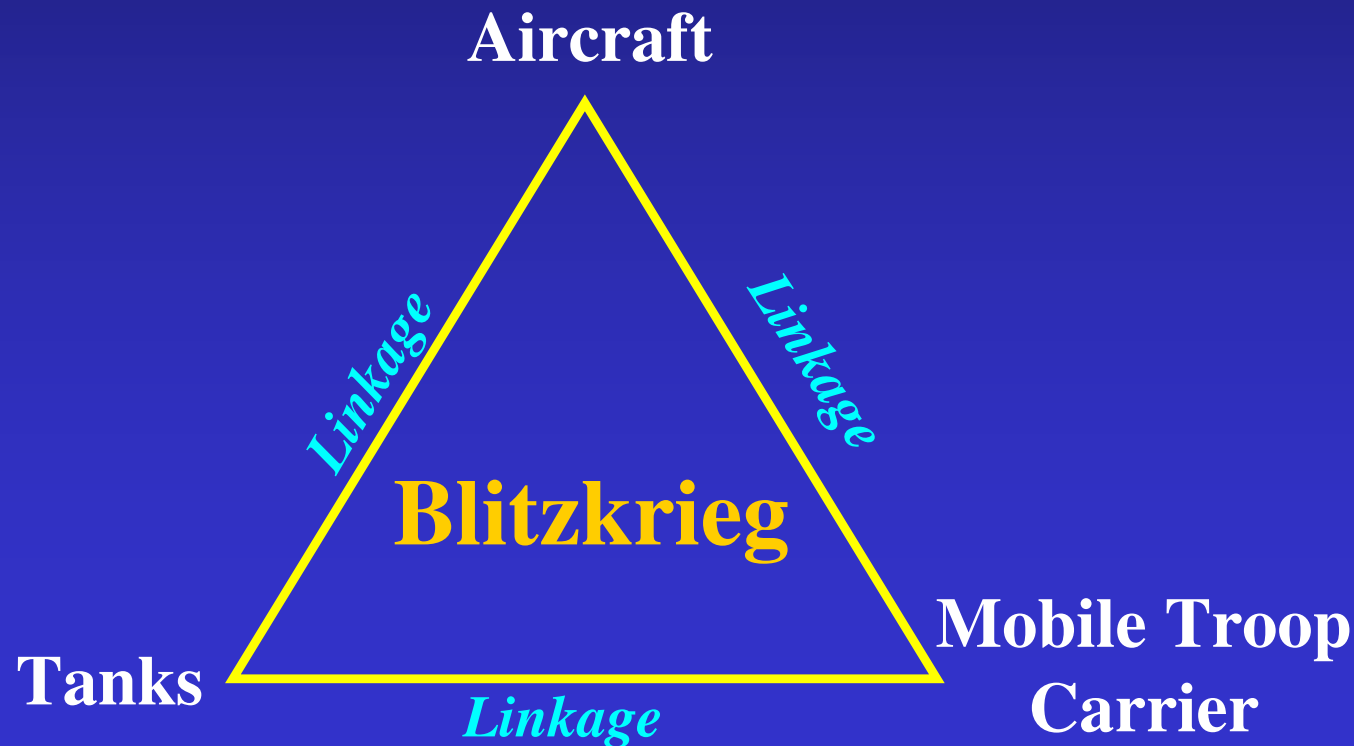 Aircraft
Linkage
Linkage
Blitzkrieg
Tanks
Mobile Troop
Carrier
Linkage